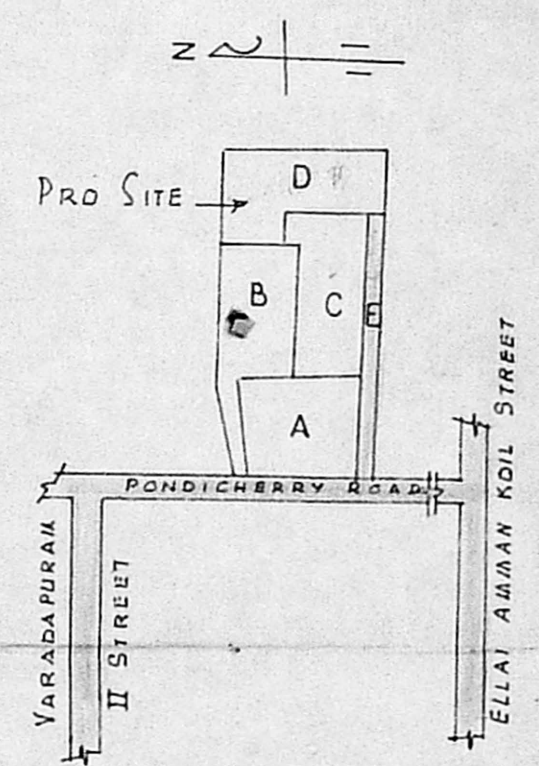 N
D
PRO SITE
B
C
E
A
PONDICHERRY ROAD
VARADAPURAM
II STREET
ELLAI AMMAN KOIL STREET